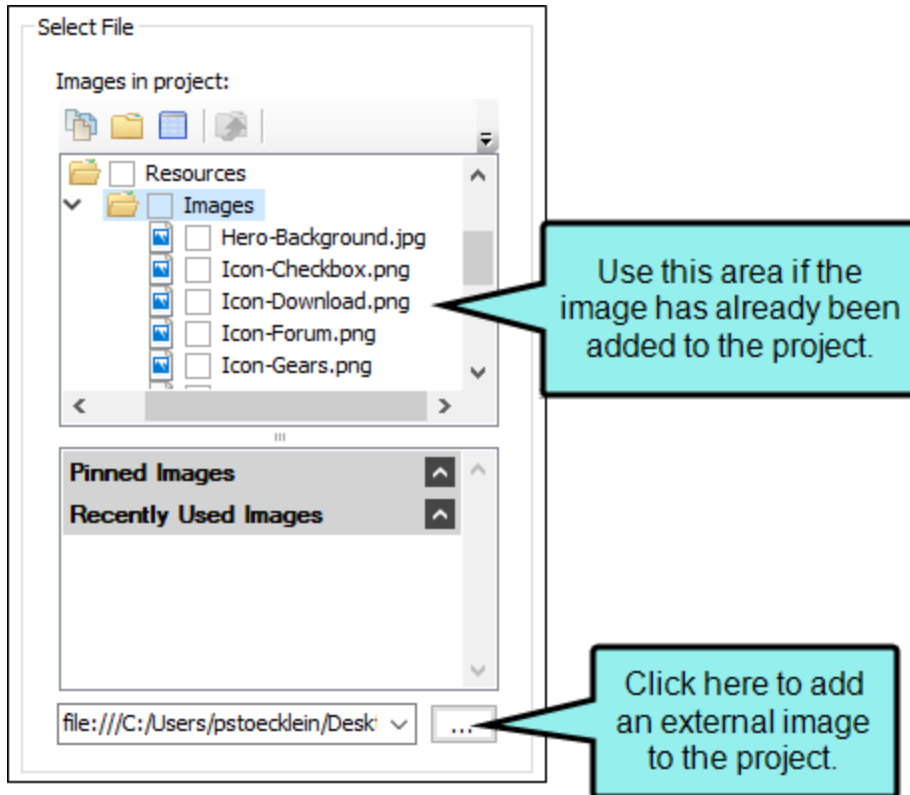 Select File
Images in project:
Resources
Images
Hero-Background.jpg
Icon-Checkbox.png
Icon-Download.png
Icon-Forum.png
Icon-Gears.png
Use this area if the
image has already been
added to the project.
Pinned Images
Recently Used Images
file:///C:/Users/pstoecklein/Deskt
...
Click here to add
an external image
to the project.